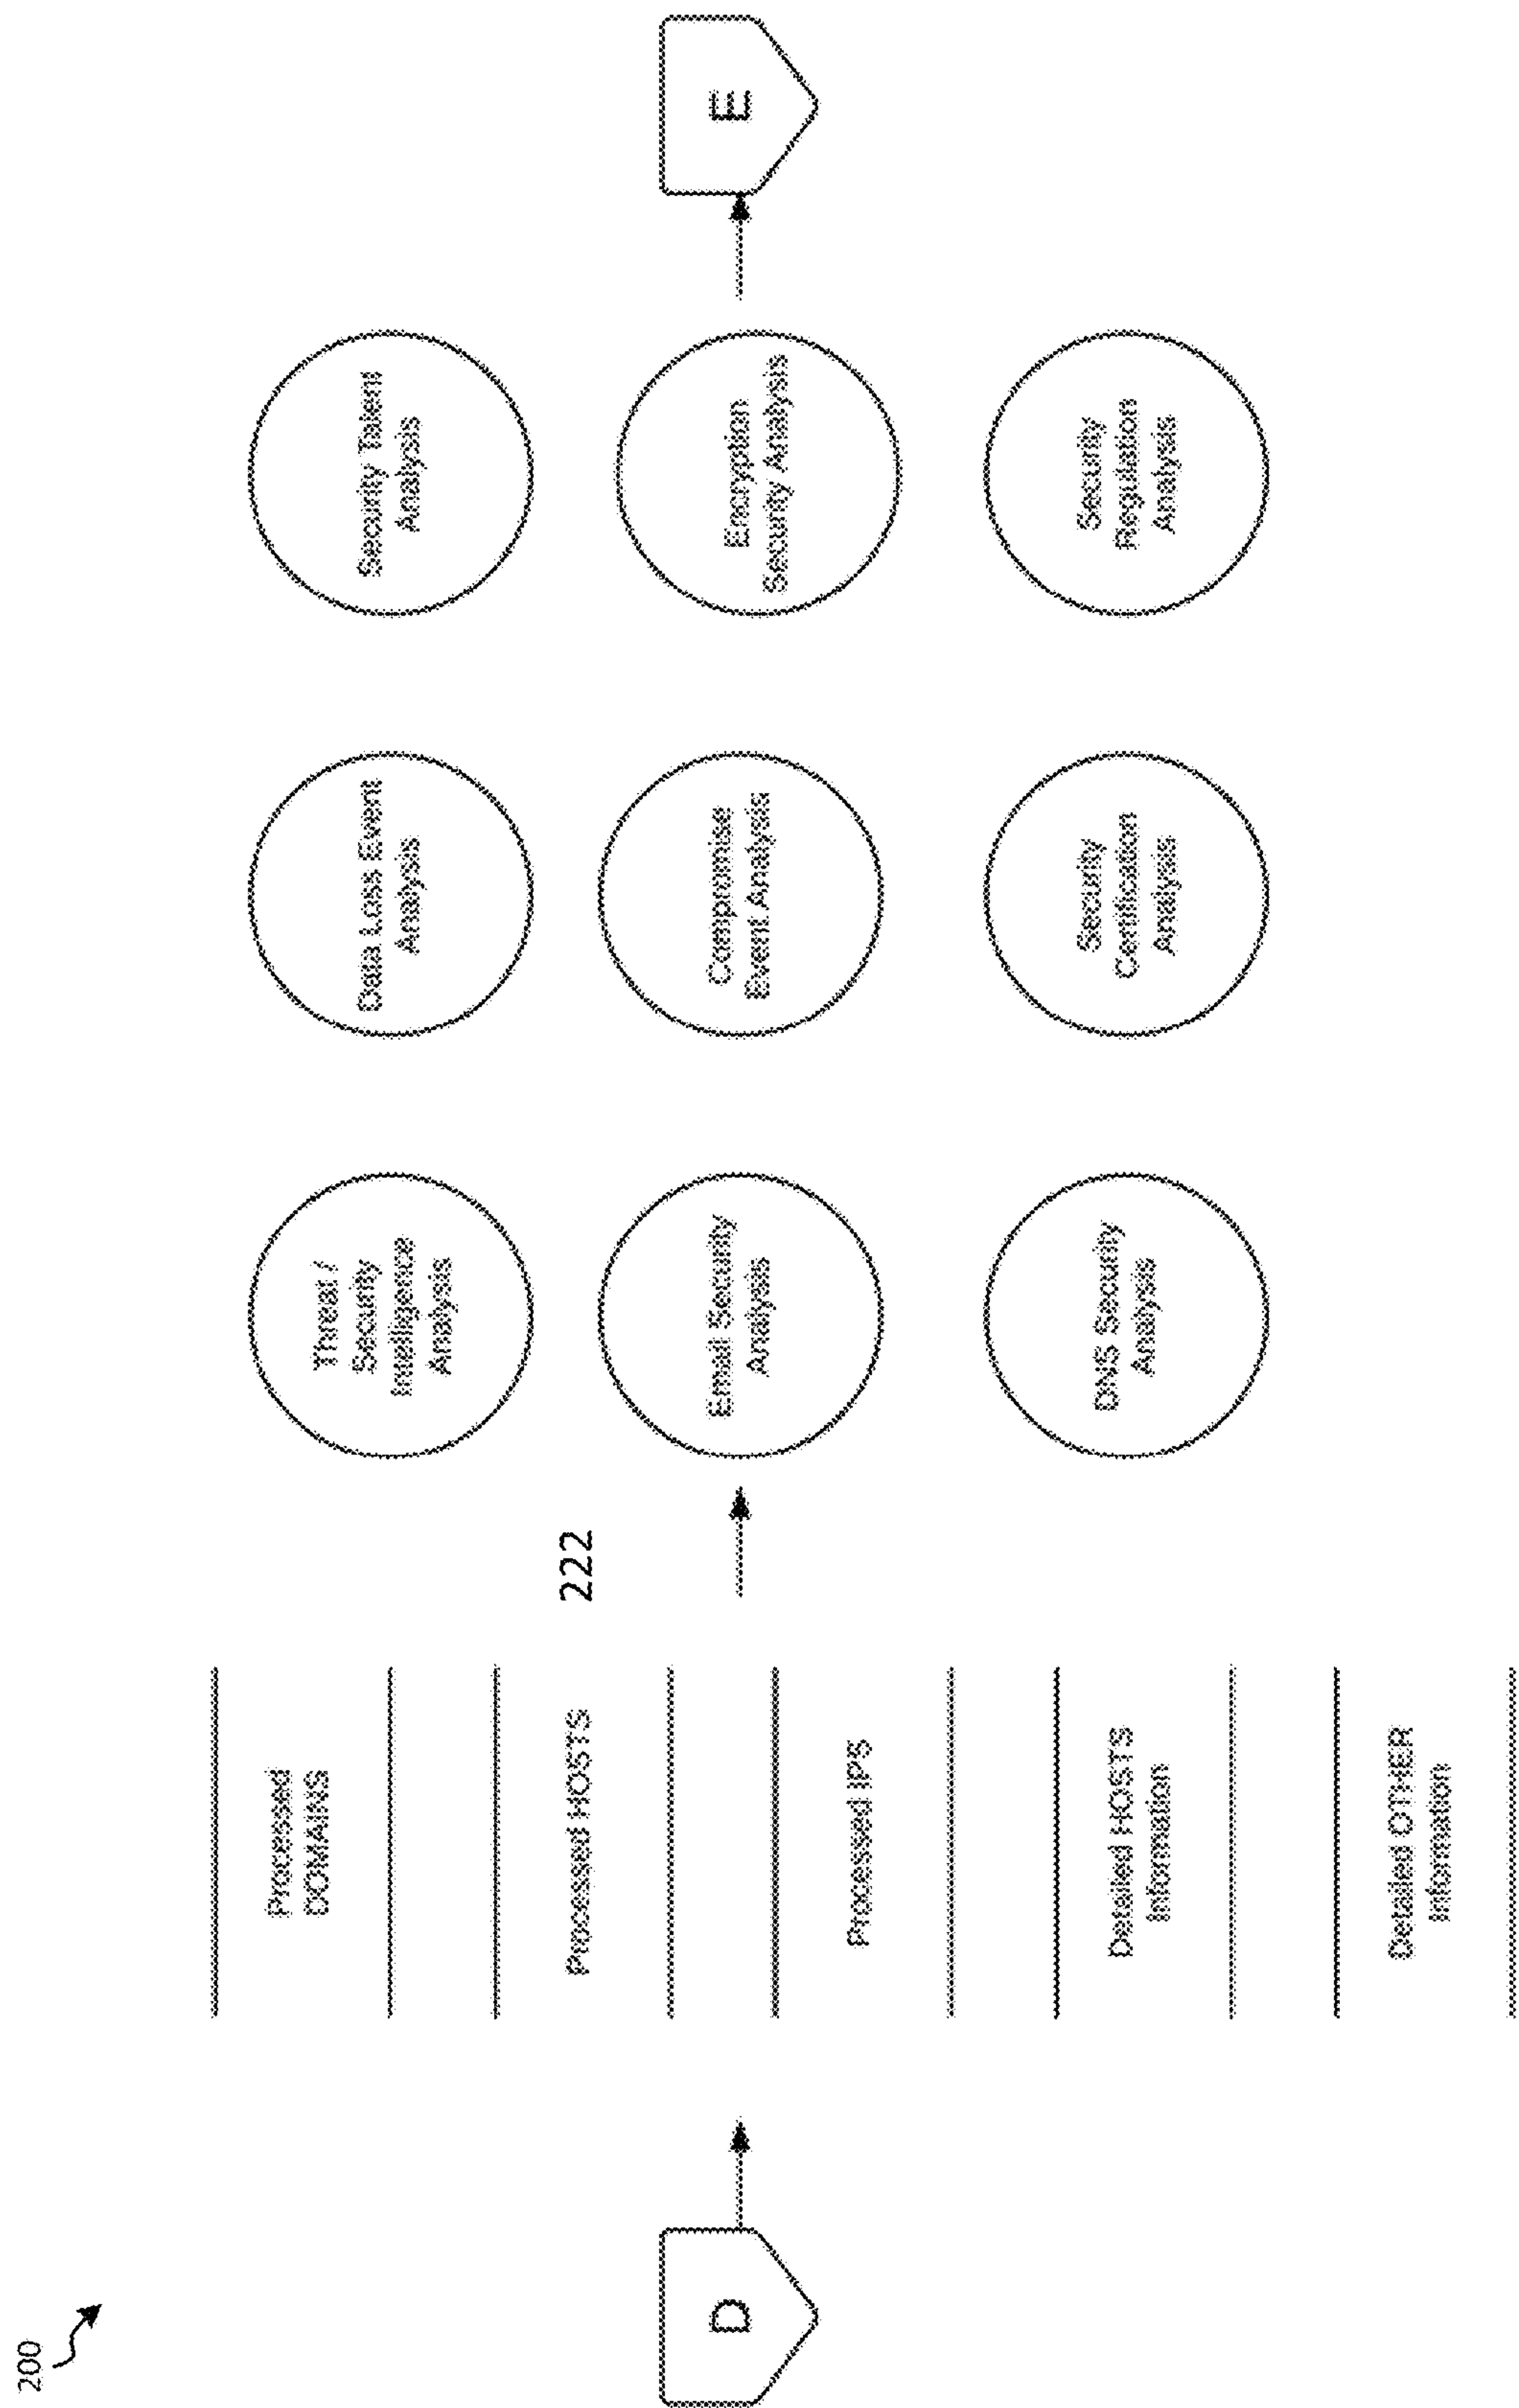 200
D
Processed
DOMAINS
Processed HOSTS
Processed IPS
Detailed HOSTS
Information
Detailed OTHER
Information
222
Threat /
Security
Intelligence
Analysis
Email Security
Analysis
DNS Security
Analysis
Data Loss Event
Analysis
Compromise
Event Analysis
Security
Certification
Analysis
Security Talent
Analysis
Encryption
Security Analysis
Security
Regulation
Analysis
E